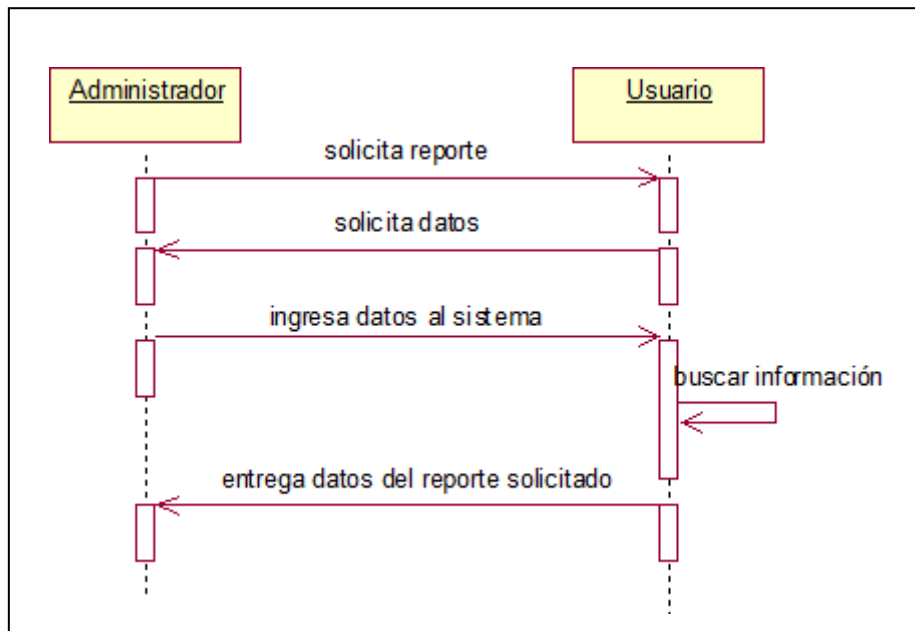 Administrador
Usuario
solicita reporte
solicita datos
ingresa datos al sistema
buscar información
entrega datos del reporte solicitado